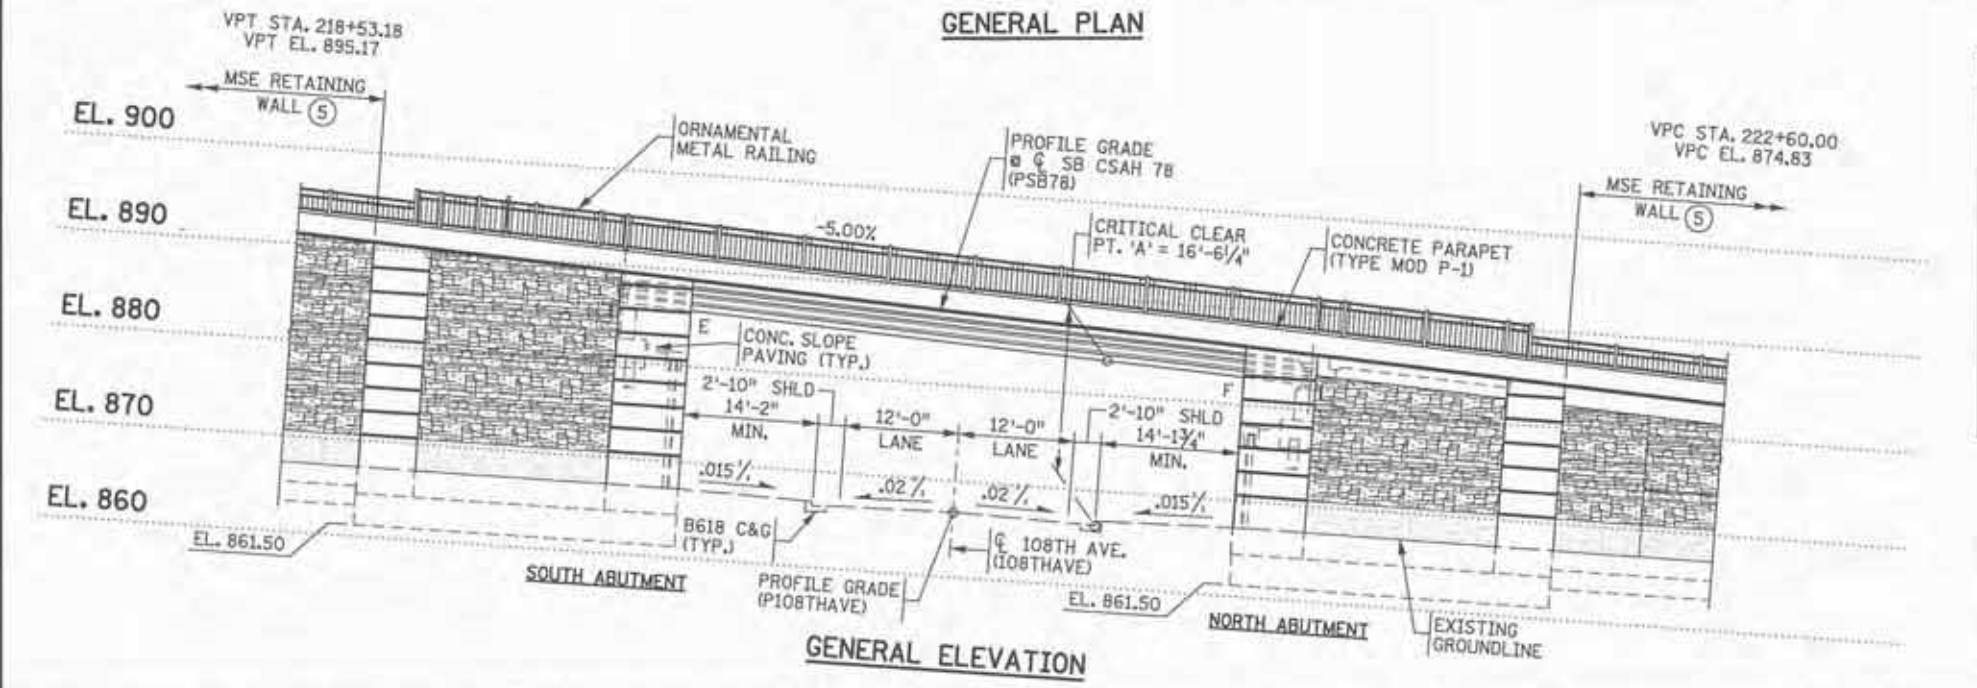 GENERAL PLAN
VPT STA. 218+53.18
VPT EL. 895.17
MSE RETAINING
WALL 5
EL. 900
EL. 890
EL. 880
EL. 870
EL. 860
ORNAMENTAL
METAL RAILING
PROFILE GRADE
@ ℄ SB CSAH 78
(PSB78)
VPC STA. 222+60.00
VPC EL. 874.83
MSE RETAINING
WALL 5
-5.00%
CRITICAL CLEAR
PT. 'A' = 16'-6 1/4"
CONCRETE PARAPET
(TYPE MOD P-1)
E
F
CONC. SLOPE
PAVING (TYP.)
F
2'-10" SHLD
14'-2"
MIN.
12'-0"
LANE
12'-0"
LANE
2'-10" SHLD
14'-1 3/4"
MIN.
.015'/'
.02'/'
.02'/'
.015'/'
EL. 861.50
B618 C&G
(TYP.)
℄ 108TH AVE.
(108THAVE)
SOUTH ABUTMENT
PROFILE GRADE
(P108THAVE)
EL. 861.50
NORTH ABUTMENT
EXISTING
GROUNDLINE
GENERAL ELEVATION